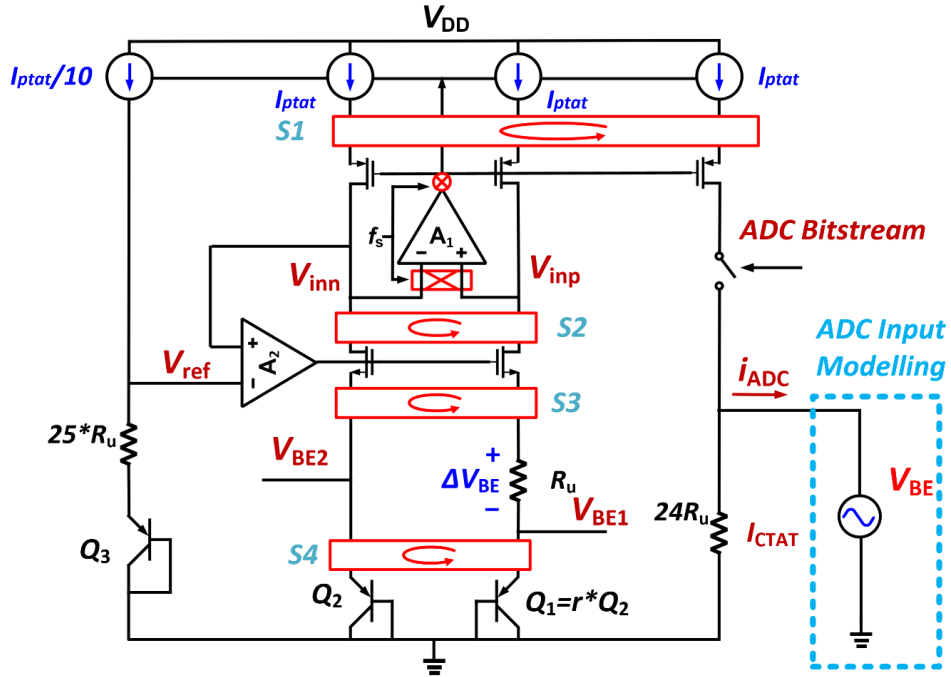 VDD
Iptat/10
Iptat
Iptat
Iptat
S1
fs
A1
− +
ADC Bitstream
Vinn
Vinp
S2
ADC Input
Modelling
+
A2
−
Vref
iADC
S3
25*Ru
VBE2
+
ΔVBE
−
Ru
VBE1
24Ru
ICTAT
VBE
Q3
S4
Q2
Q1=r*Q2